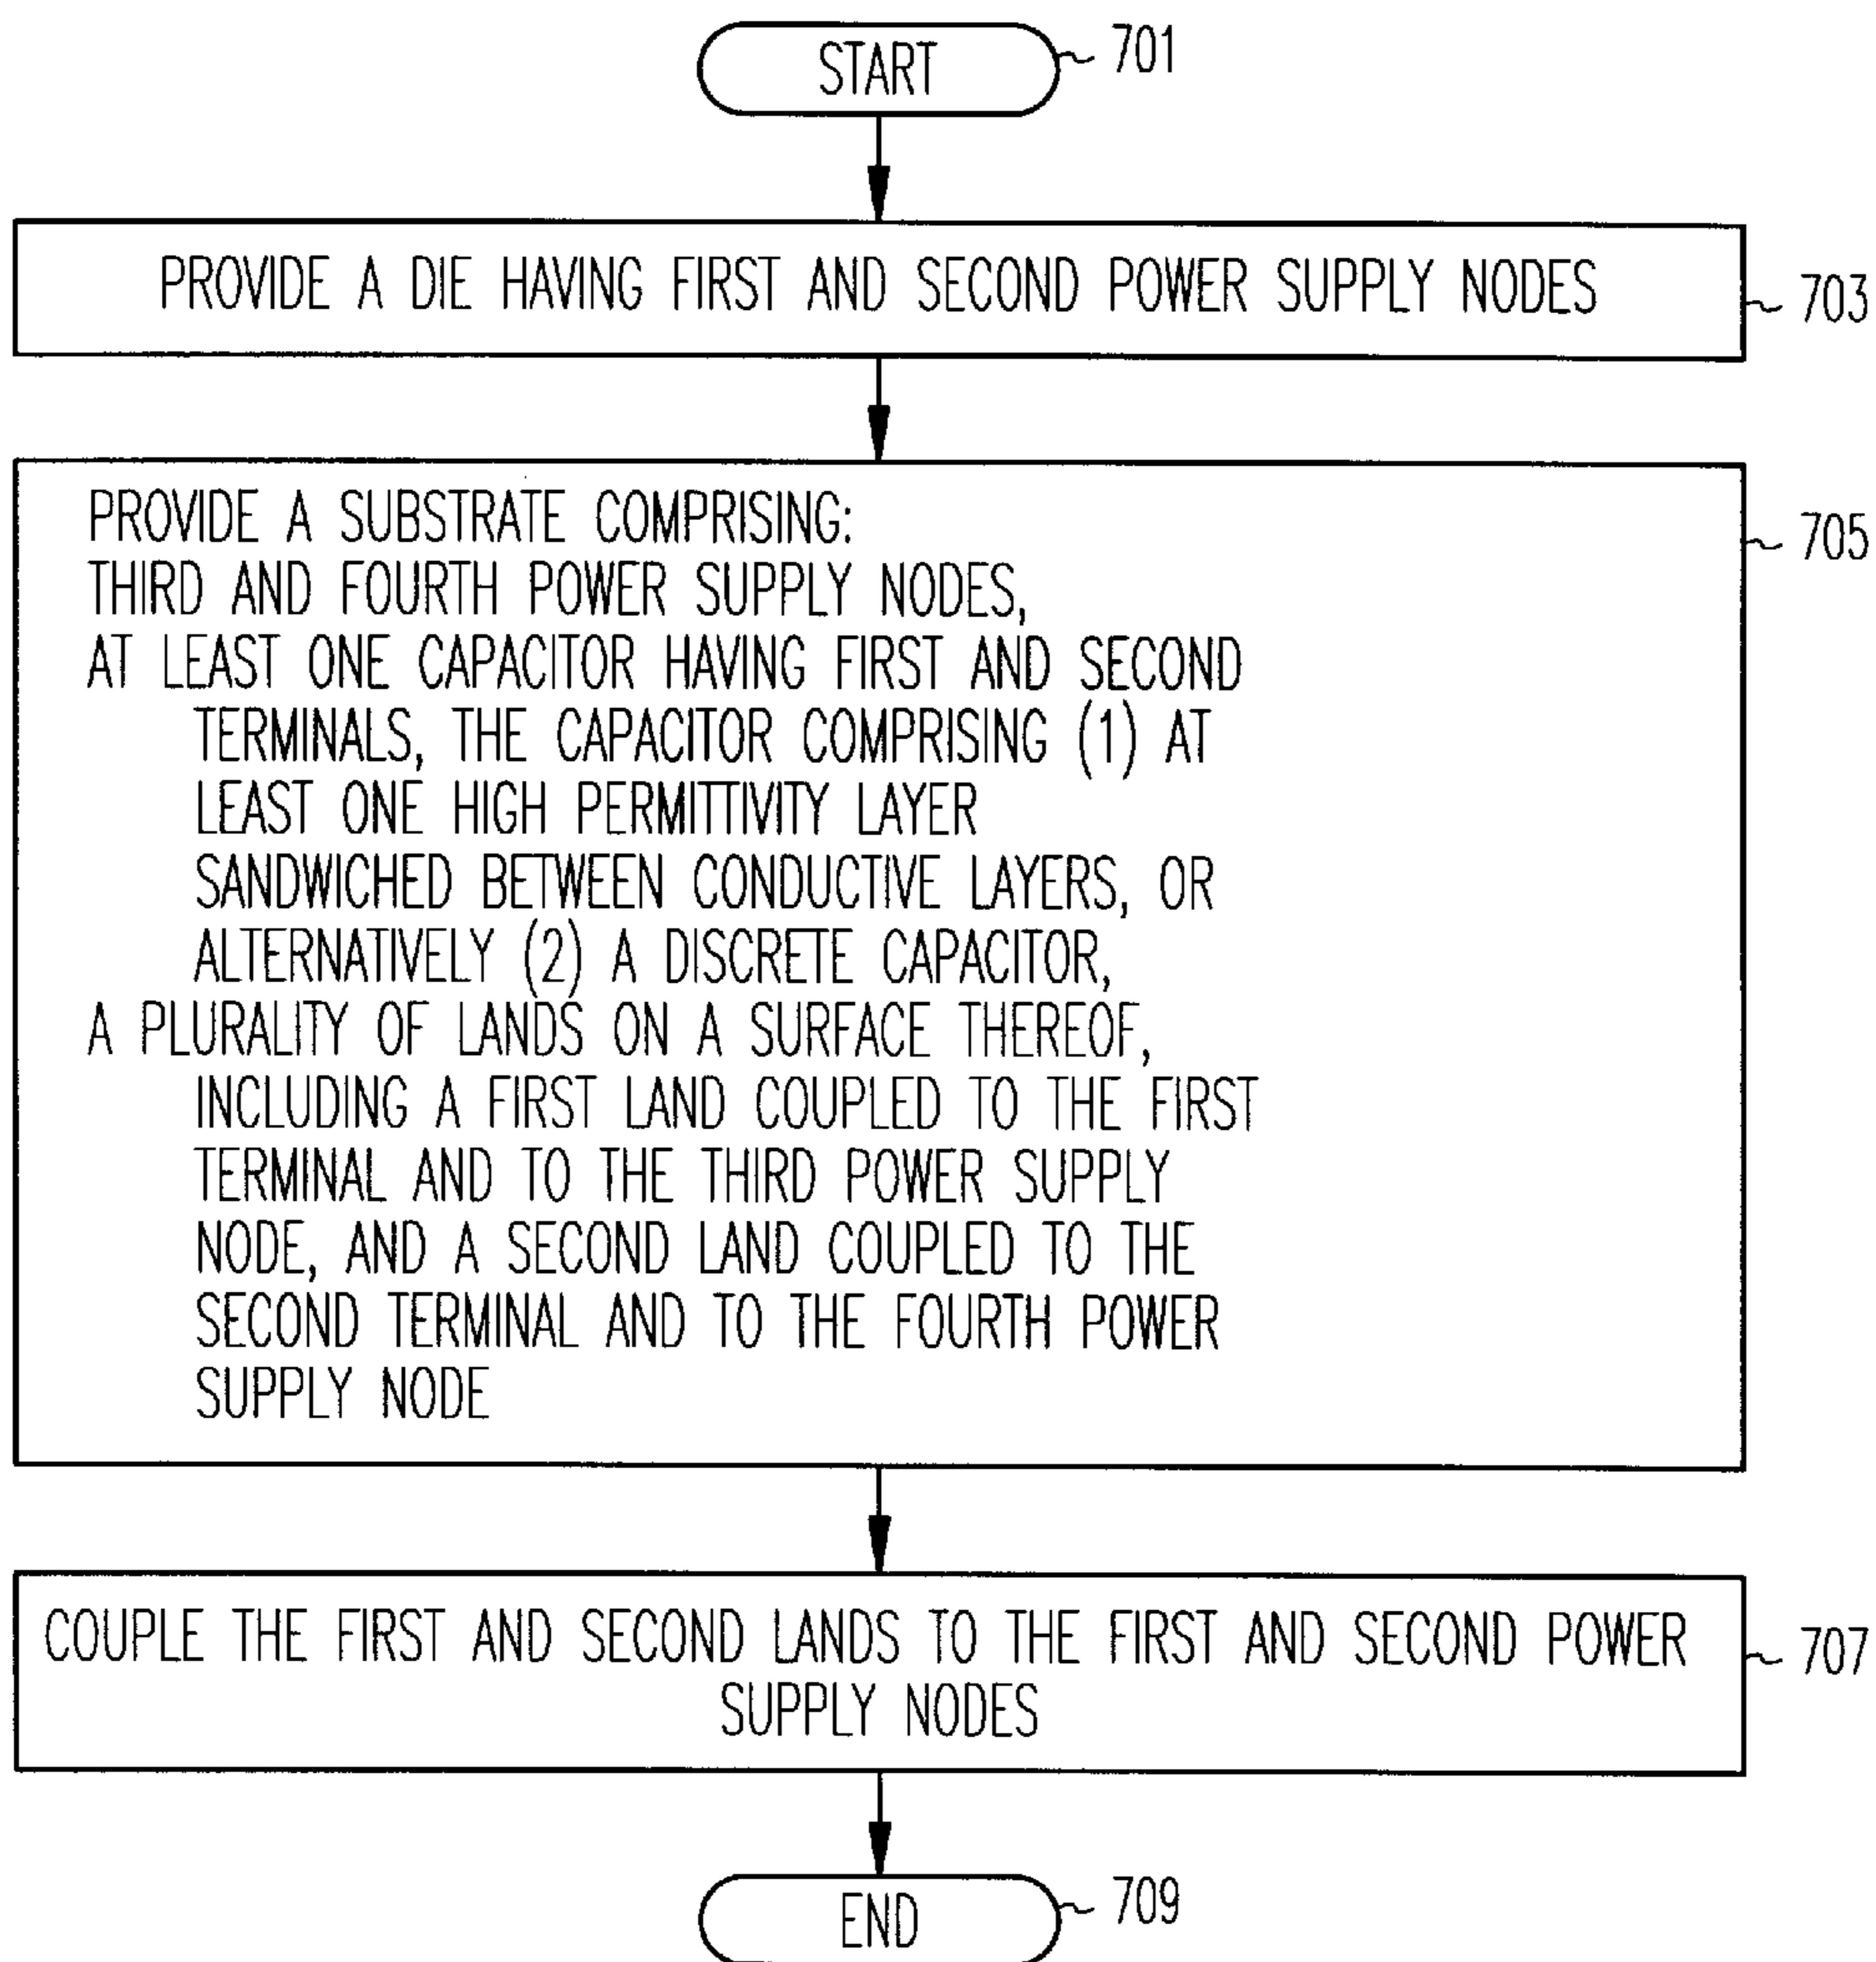 START
701
PROVIDE A DIE HAVING FIRST AND SECOND POWER SUPPLY NODES
703
PROVIDE A SUBSTRATE COMPRISING:
705
THIRD AND FOURTH POWER SUPPLY NODES,
AT LEAST ONE CAPACITOR HAVING FIRST AND SECOND
TERMINALS, THE CAPACITOR COMPRISING (1) AT
LEAST ONE HIGH PERMITTIVITY LAYER
SANDWICHED BETWEEN CONDUCTIVE LAYERS, OR
ALTERNATIVELY (2) A DISCRETE CAPACITOR,
A PLURALITY OF LANDS ON A SURFACE THEREOF,
INCLUDING A FIRST LAND COUPLED TO THE FIRST
TERMINAL AND TO THE THIRD POWER SUPPLY
NODE, AND A SECOND LAND COUPLED TO THE
SECOND TERMINAL AND TO THE FOURTH POWER
SUPPLY NODE
COUPLE THE FIRST AND SECOND LANDS TO THE FIRST AND SECOND POWER
SUPPLY NODES
707
END
709